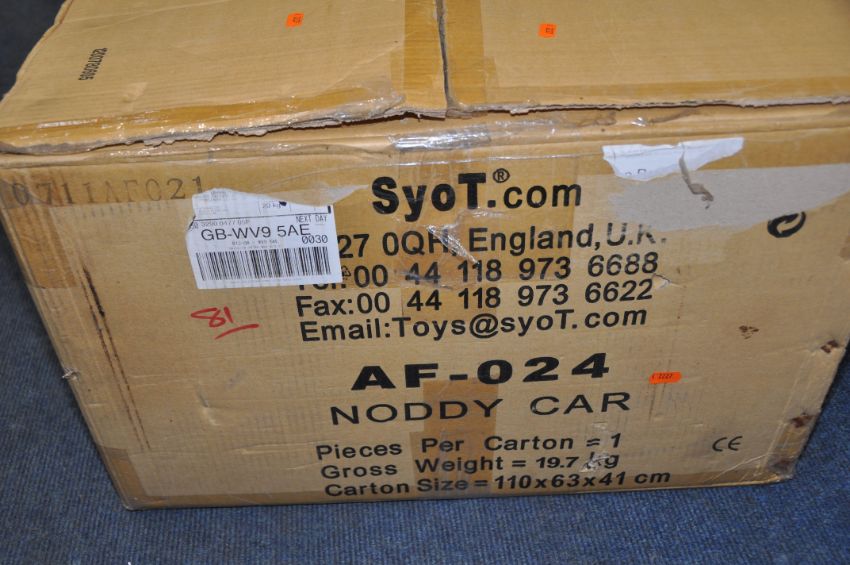 0711AF021
SyoT.com®
GB-WV9 5AE
NEXT DAY
0030
27 0QH, England, U.K.
Tel:00 44 118 973 6688
Fax:00 44 118 973 6622
Email:Toys@syoT.com
81
AF-024
NODDY CAR
Pieces Per Carton = 1
Gross Weight = 19.7 kg
CE
Carton Size = 110x63x41 cm